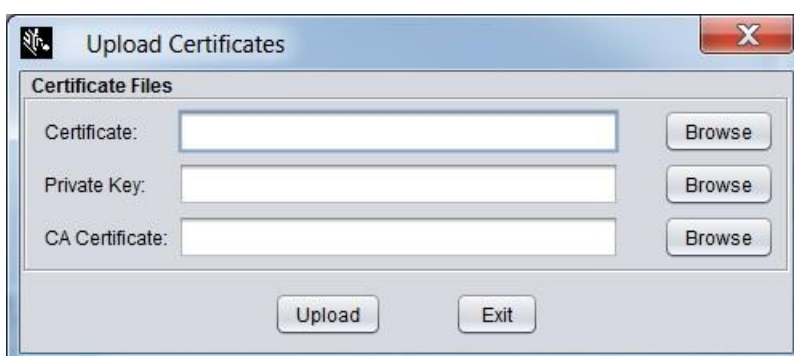 Upload Certificates
Certificate Files
Certificate: Browse
Private Key: Browse
CA Certificate: Browse
Upload Exit